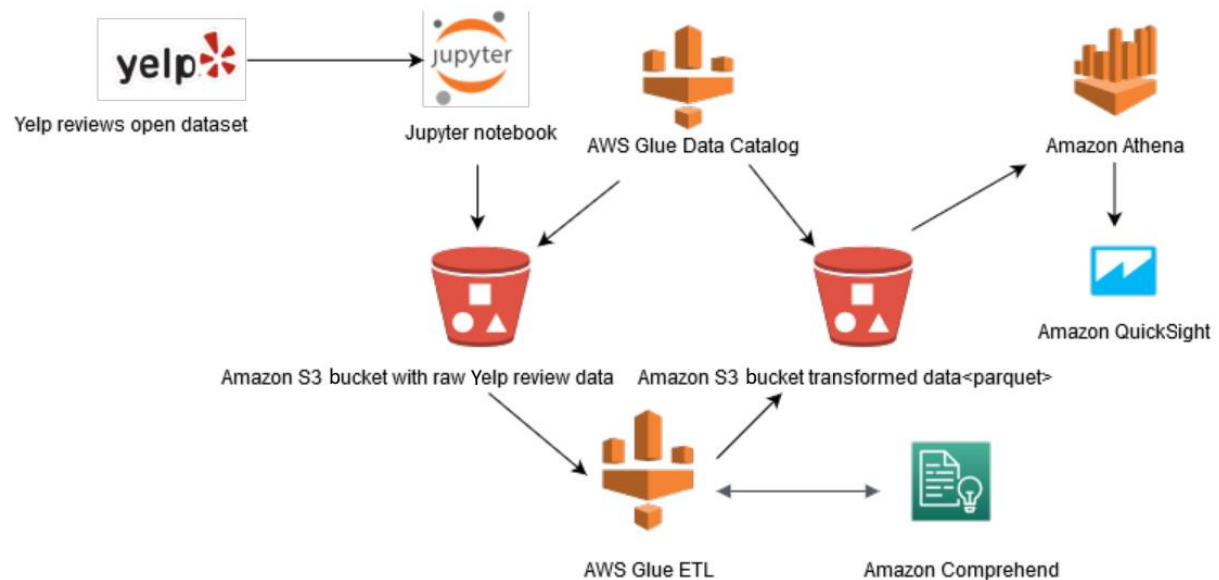 yelp
jupyter
Yelp reviews open dataset
Jupyter notebook
AWS Glue Data Catalog
Amazon Athena
Amazon QuickSight
Amazon S3 bucket with raw Yelp review data
Amazon S3 bucket transformed data<parquet>
AWS Glue ETL
Amazon Comprehend